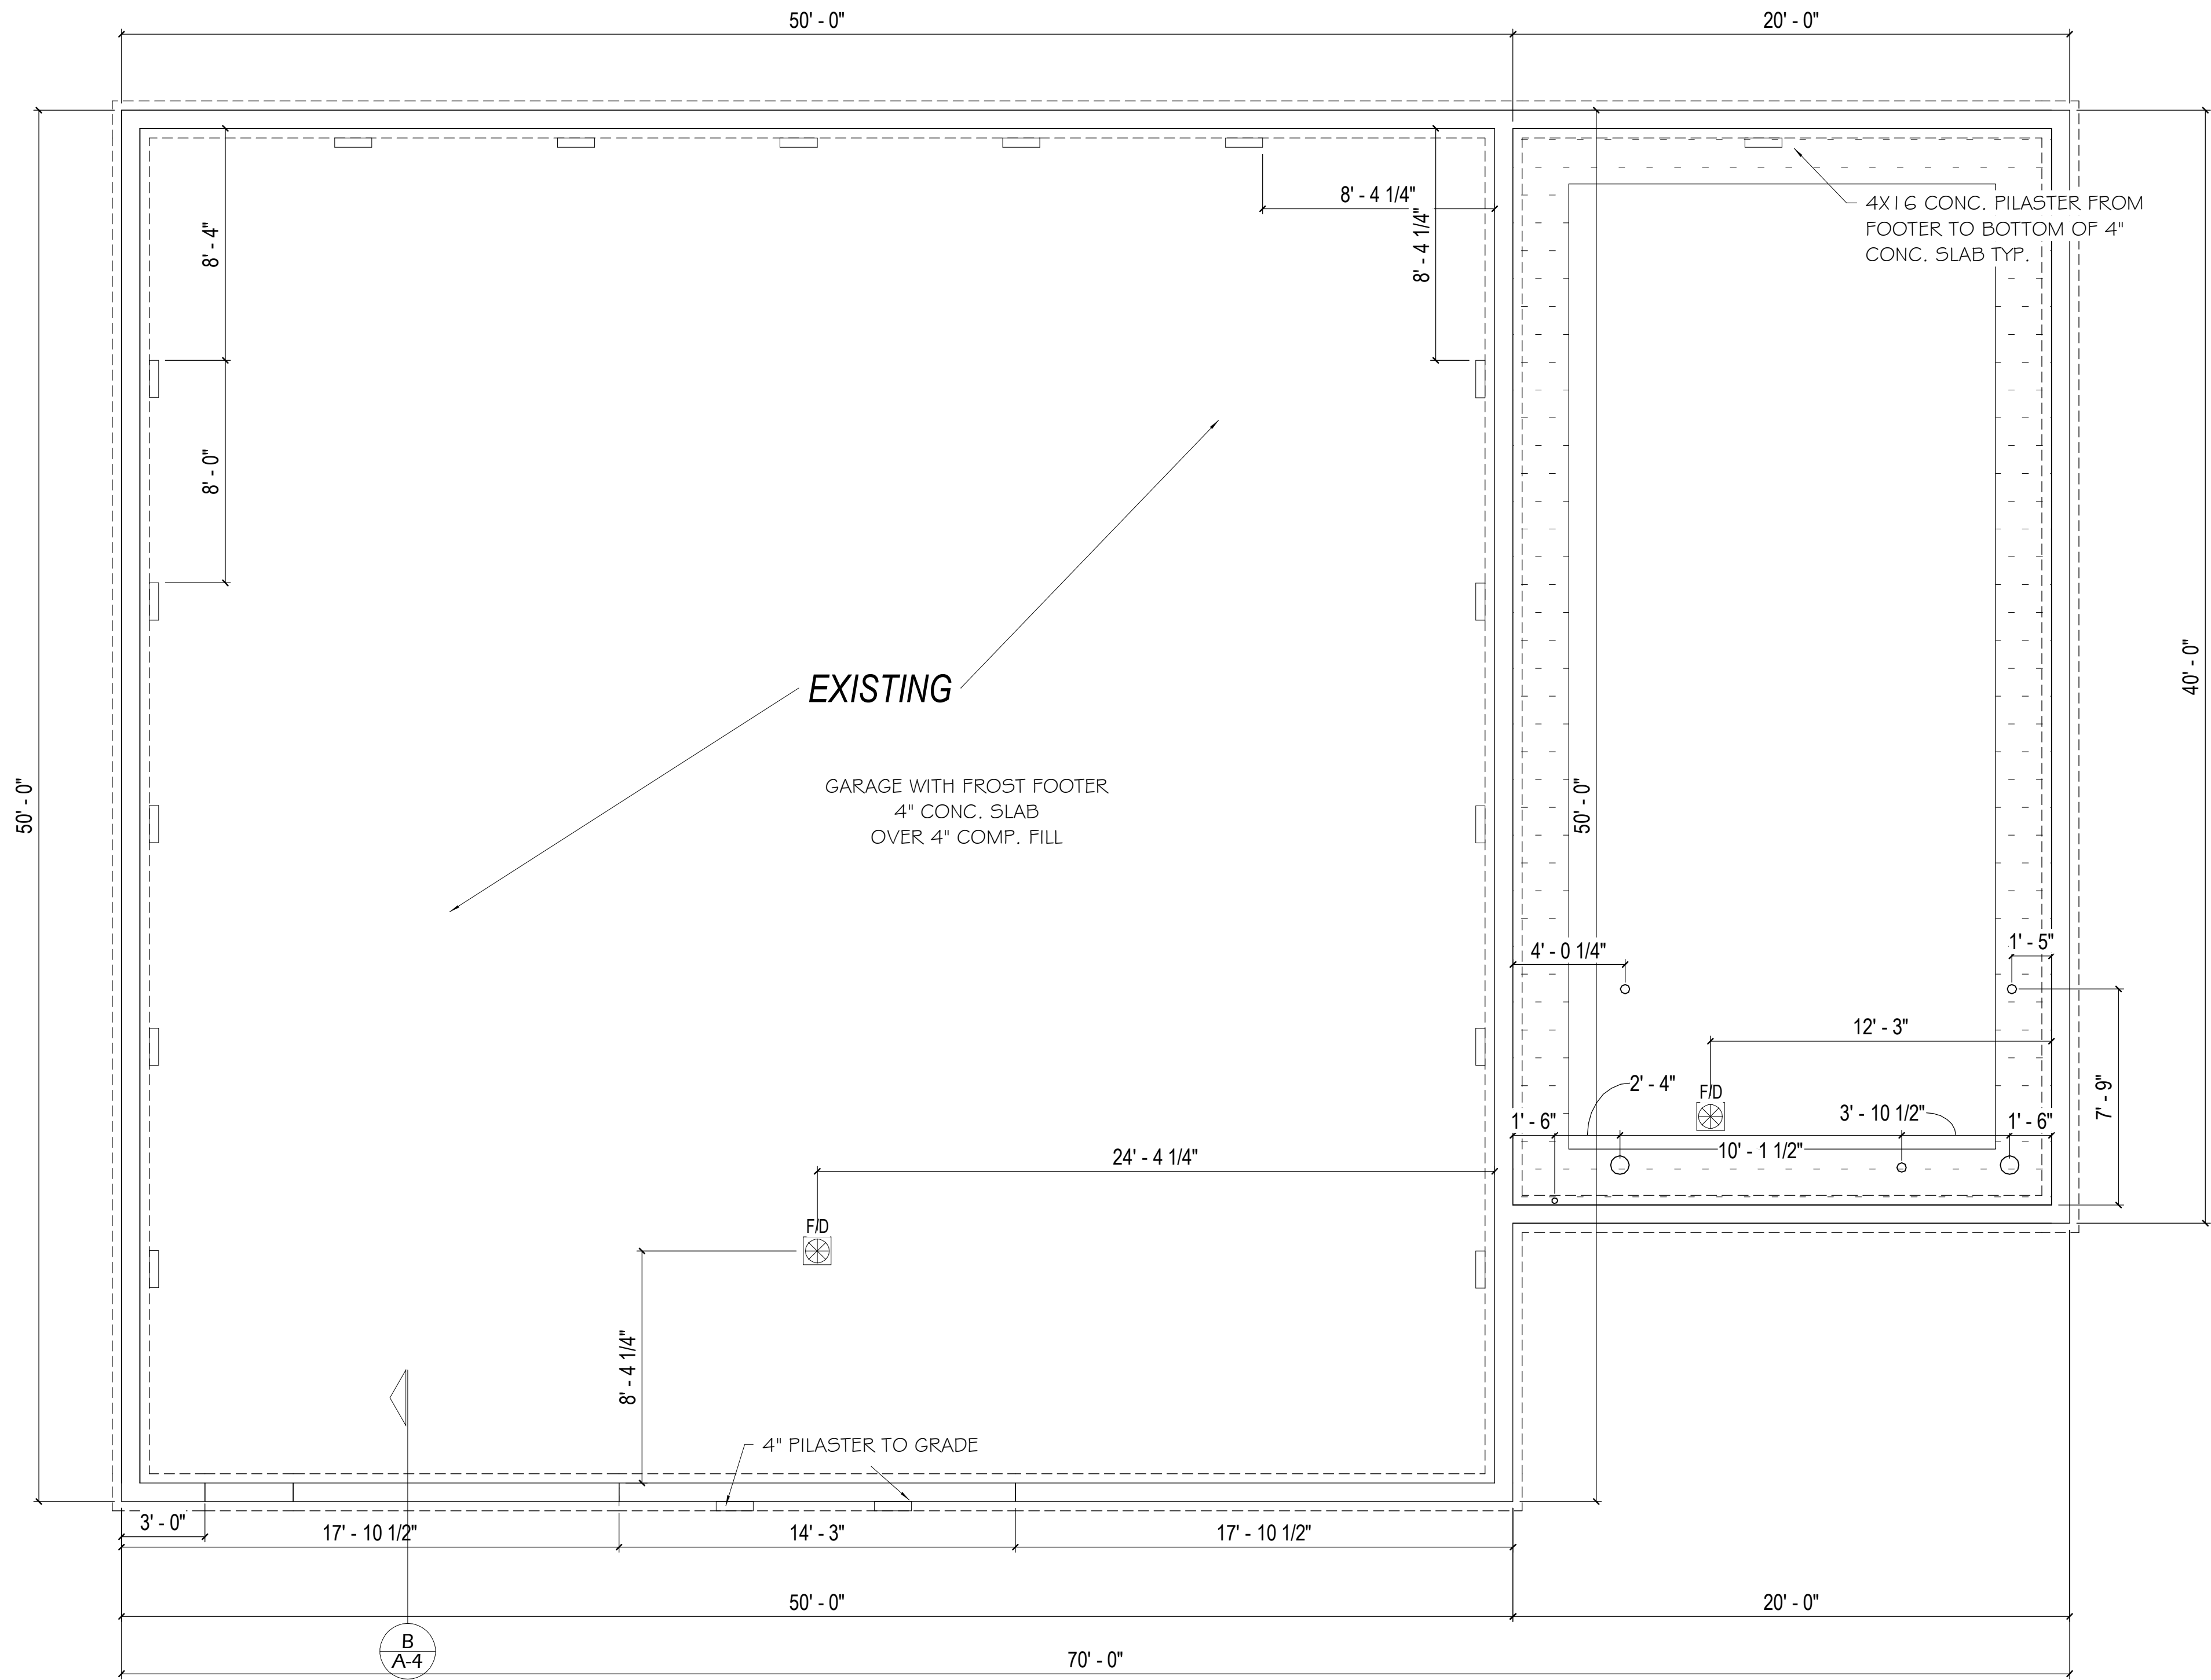 50' - 0"
20' - 0"
8' - 4"
8' - 4 1/4"
8' - 4 1/4"
4X16 CONC. PILASTER FROM
FOOTER TO BOTTOM OF 4"
CONC. SLAB TYP.
8' - 0"
EXISTING
GARAGE WITH FROST FOOTER
4" CONC. SLAB
OVER 4" COMP. FILL
50' - 0"
50' - 0"
40' - 0"
4' - 0 1/4"
1' - 5"
12' - 3"
2' - 4"
F/D
7' - 9"
1' - 6"
3' - 10 1/2"
1' - 6"
10' - 1 1/2"
24' - 4 1/4"
F/D
8' - 4 1/4"
4" PILASTER TO GRADE
3' - 0"
17' - 10 1/2"
14' - 3"
17' - 10 1/2"
50' - 0"
20' - 0"
B
A-4
70' - 0"